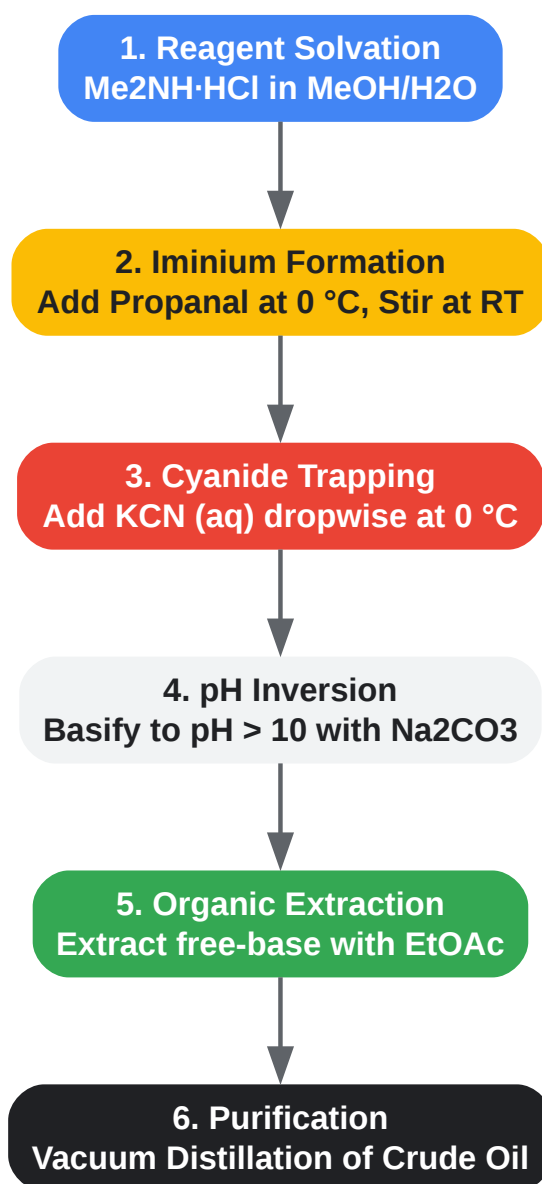 1. Reagent Solvation
Me2NH·HCl in MeOH/H2O
2. Iminium Formation
Add Propanal at 0 °C, Stir at RT
3. Cyanide Trapping
Add KCN (aq) dropwise at 0 °C
4. pH Inversion
Basify to pH > 10 with Na2CO3
5. Organic Extraction
Extract free-base with EtOAc
6. Purification
Vacuum Distillation of Crude Oil